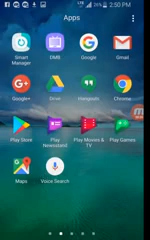 2:50 PM
Apps
Smart Manager
DMB
Google
Gmail
Google+
Drive
Hangouts
Chrome
Play Store
Play Newsstand
Play Movies & TV
Play Games
Maps
Voice Search